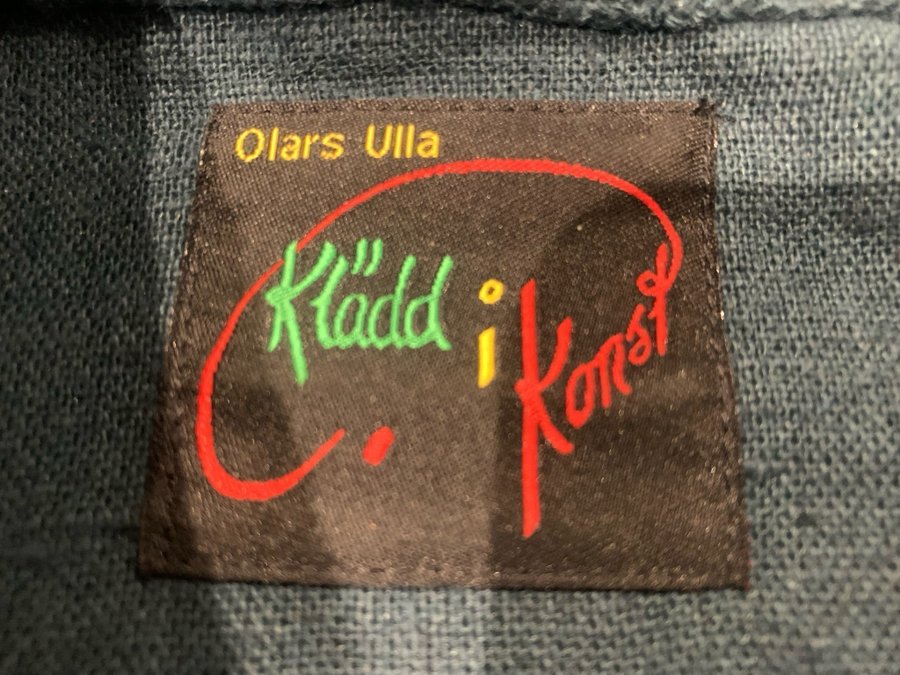 Olars Ulla
Klädd i Konst